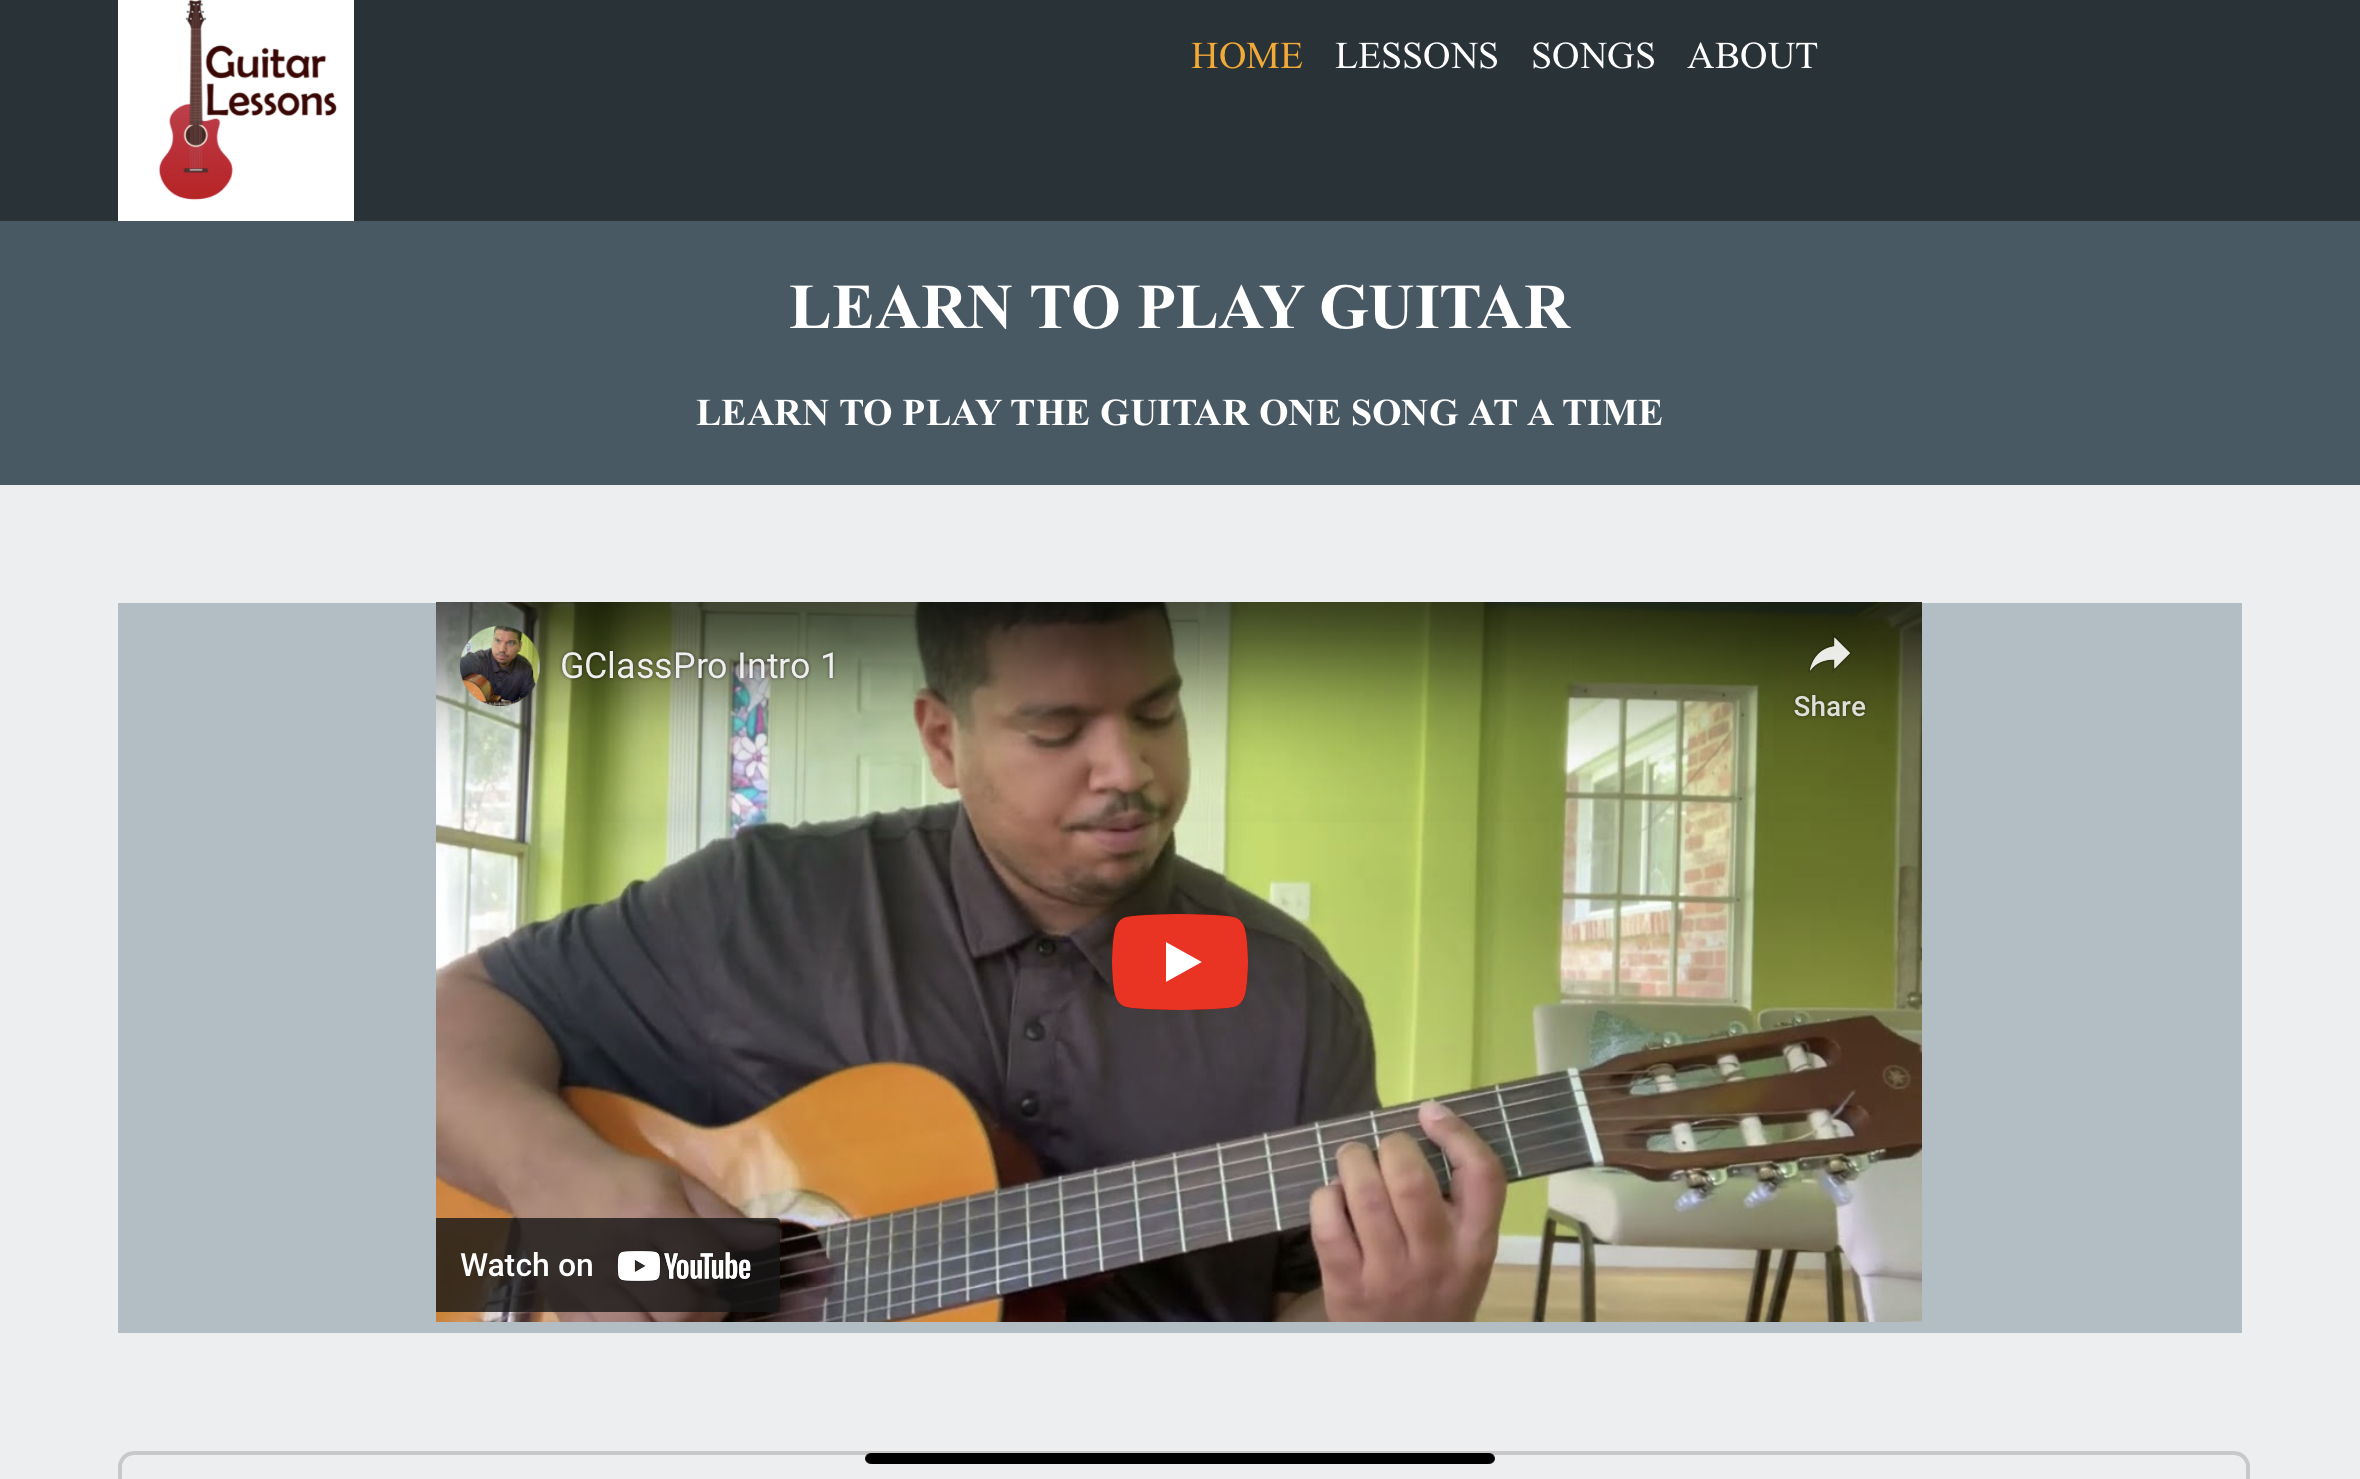 Guitar
Lessons
HOME LESSONS SONGS ABOUT
LEARN TO PLAY GUITAR
LEARN TO PLAY THE GUITAR ONE SONG AT A TIME
GClassPro Intro 1
Share
Watch on YouTube